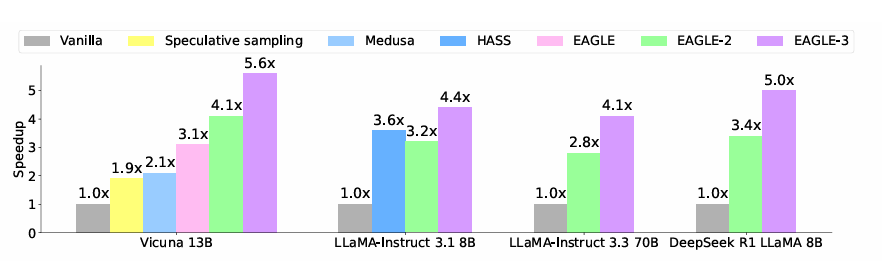 Vanilla Speculative sampling Medusa HASS EAGLE EAGLE-2 EAGLE-3
Speedup
5
4
3
2
1
0
1.0x 1.9x 2.1x 3.1x 4.1x 5.6x
1.0x 3.6x 3.2x 4.4x
1.0x 2.8x 4.1x
1.0x 3.4x 5.0x
Vicuna 13B LLaMA-Instruct 3.1 8B LLaMA-Instruct 3.3 70B DeepSeek R1 LLaMA 8B